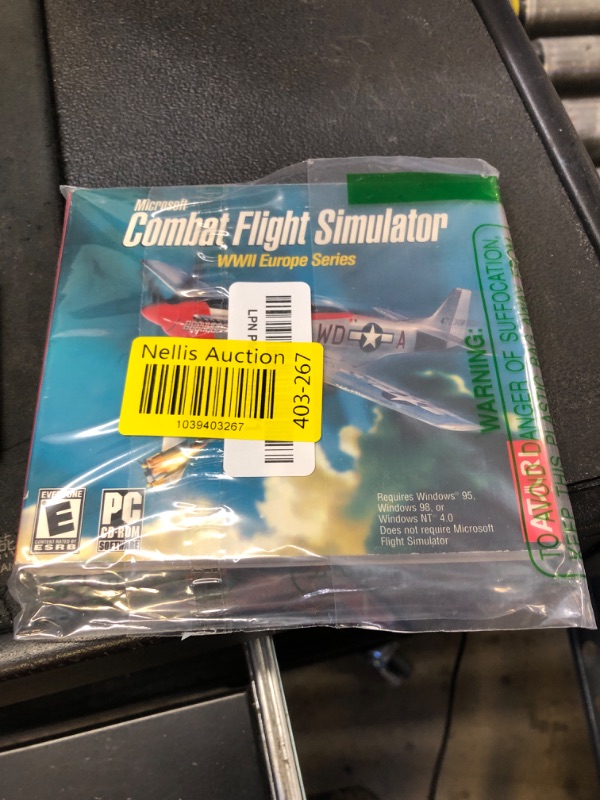 Microsoft
Combat Flight Simulator
WWII Europe Series
LPN
WD A
Nellis Auction
1039403267
403-267
EVERYONE
E
CONTENT RATED BY
ESRB
PC
CD-ROM
SOFTWARE
Requires Windows® 95,
Windows 98, or
Windows NT® 4.0
Does not require Microsoft
Flight Simulator
ATARI
WARNING:
TO AVOID DANGER OF SUFFOCATION,
KEEP THIS PLASTIC